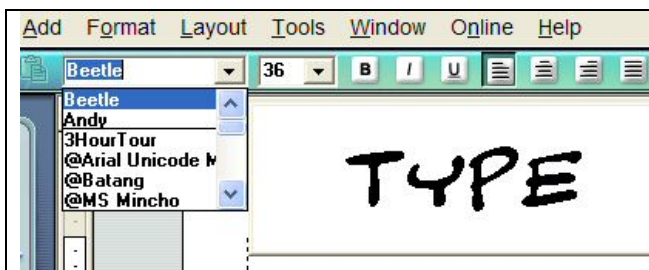 Add Format Layout Tools Window Online Help
Beetle 36 B I U
Beetle
Andy
3HourTour
@Arial Unicode M
@Batang
@MS Mincho
TYPE